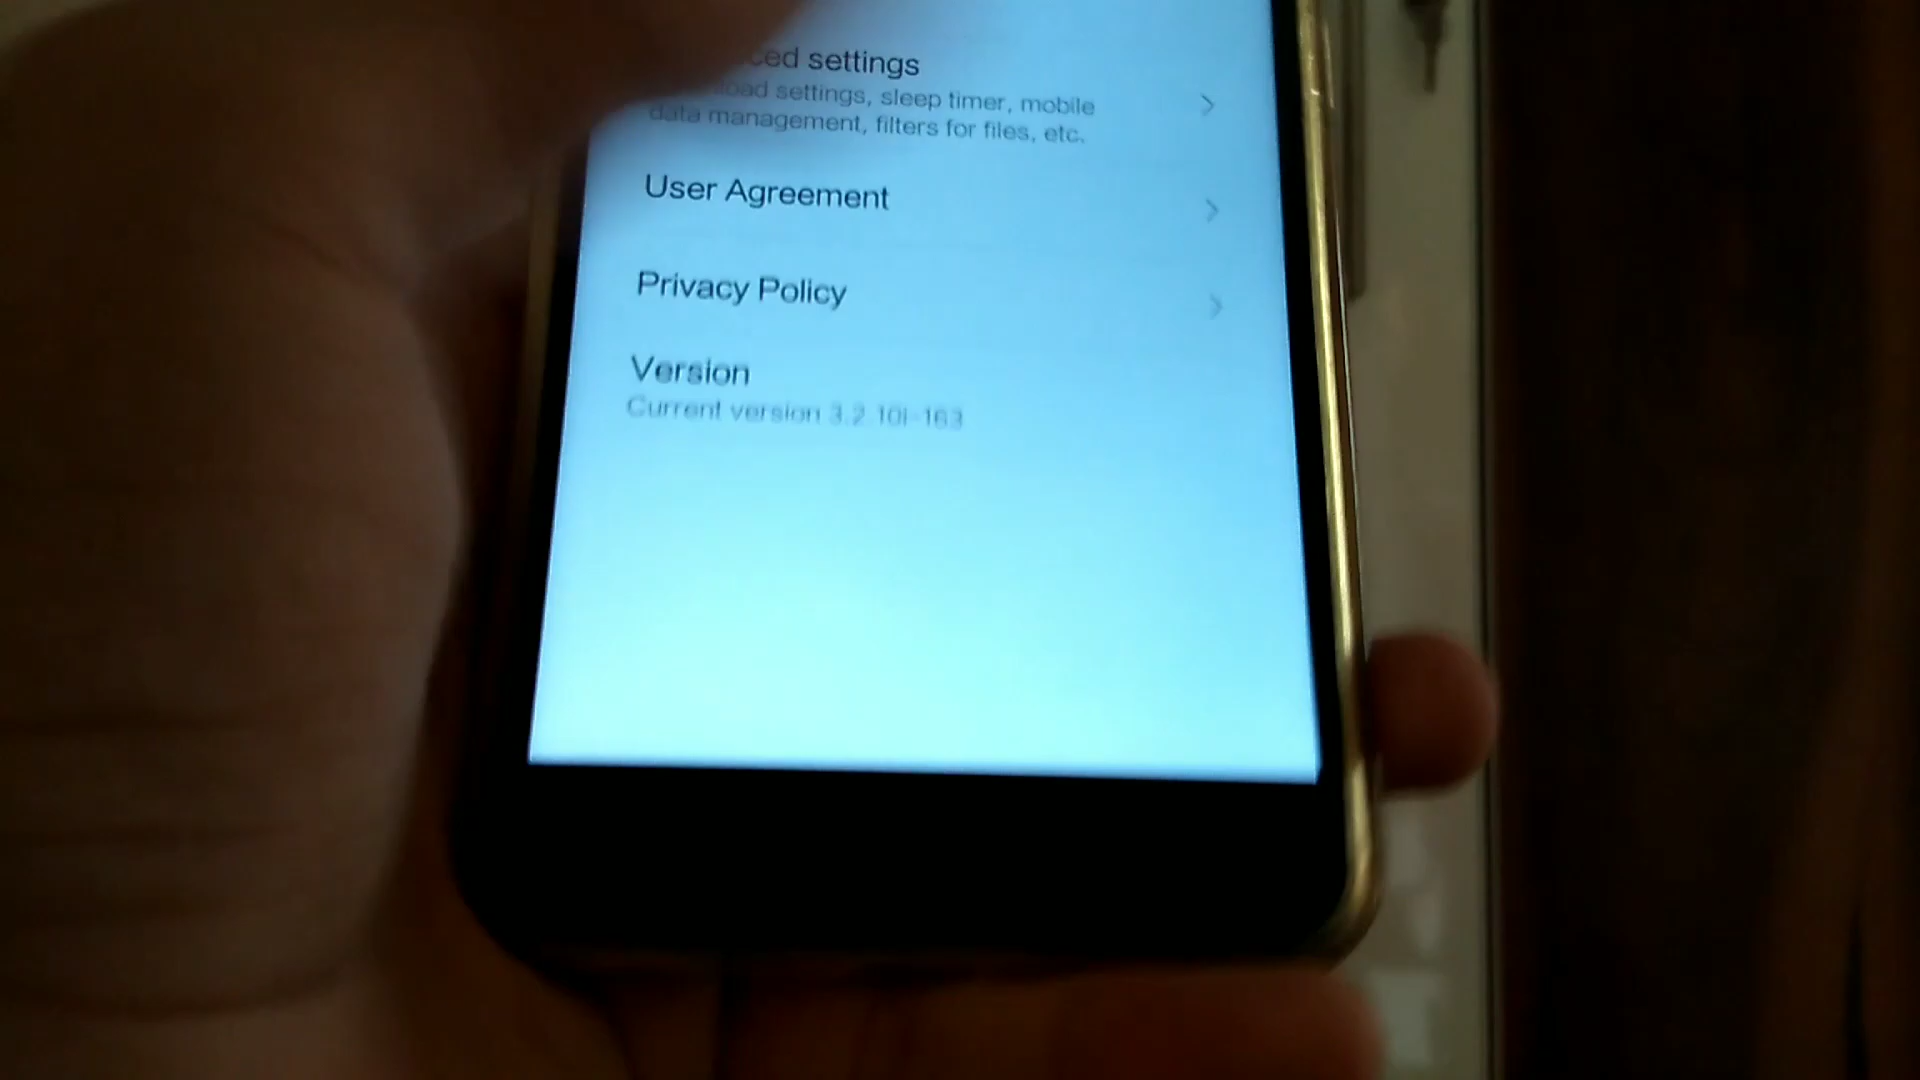 settings
settings, sleep timer, mobile
data management, filters for files, etc.
User Agreement
Privacy Policy
Version
Current version 3.2.10i-163